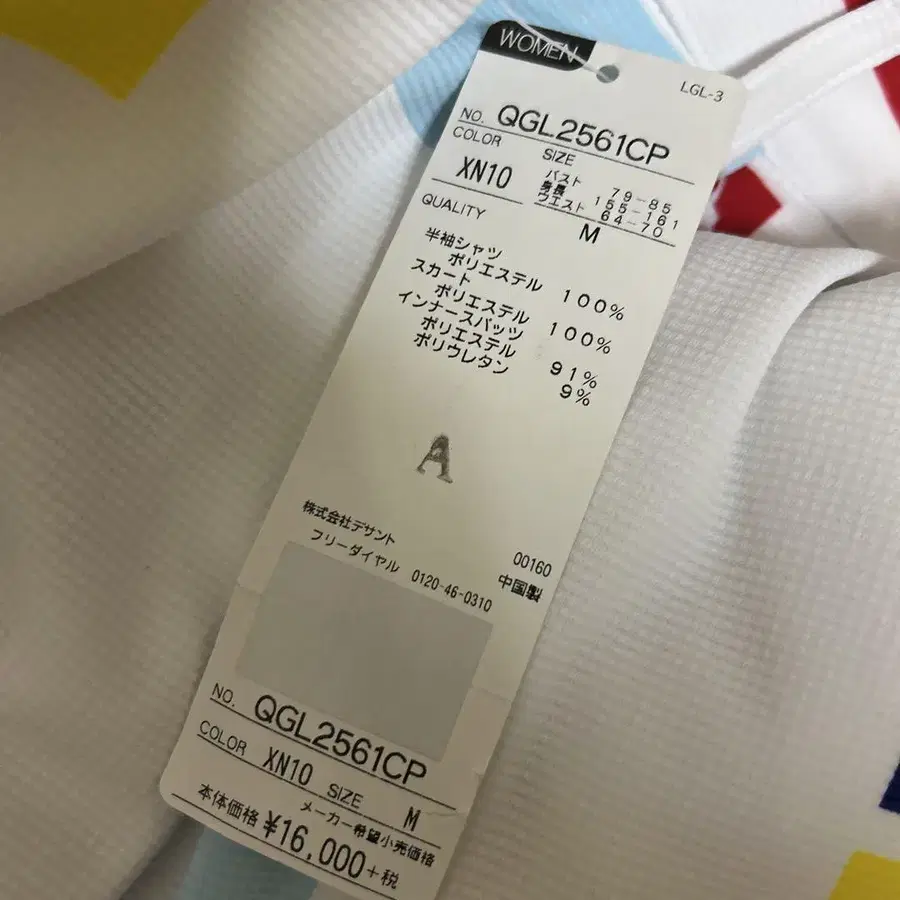 WOMEN
LGL-3
NO. QGL2561CP
COLOR
XN10
SIZE
バスト 79-85
身長 155-161
ウエスト 64-70
M
QUALITY
半袖シャツ
ポリエステル 100%
スカート
ポリエステル 100%
インナースパッツ
ポリエステル 91%
ポリウレタン 9%
A
株式会社デサント
フリーダイヤル 0120-46-0310
00160
中国製
NO. QGL2561CP
COLOR XN10 SIZE M
メーカー希望小売価格
本体価格 ¥16,000+税